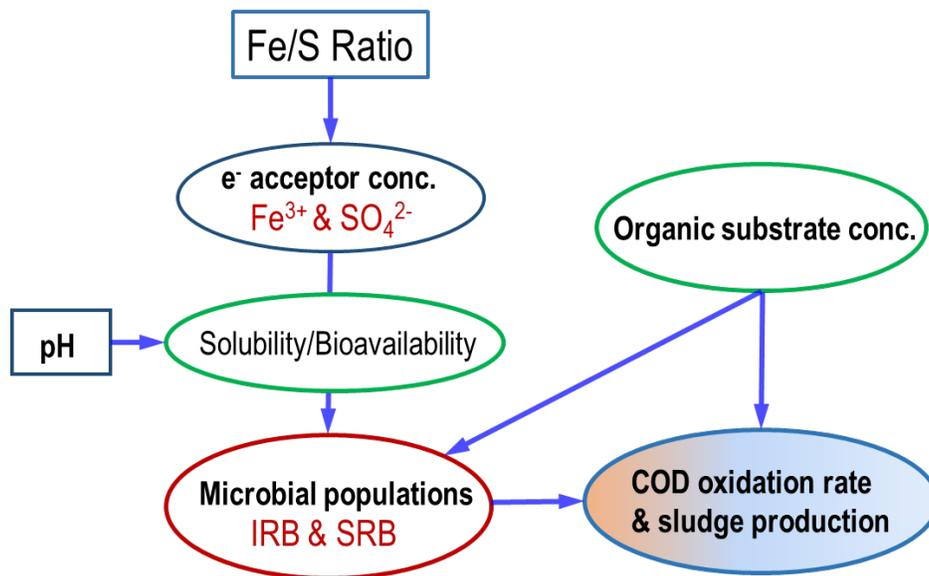 Fe/S Ratio
e⁻ acceptor conc.
Fe³⁺ & SO₄²⁻
Organic substrate conc.
pH
Solubility/Bioavailability
Microbial populations
IRB & SRB
COD oxidation rate
& sludge production